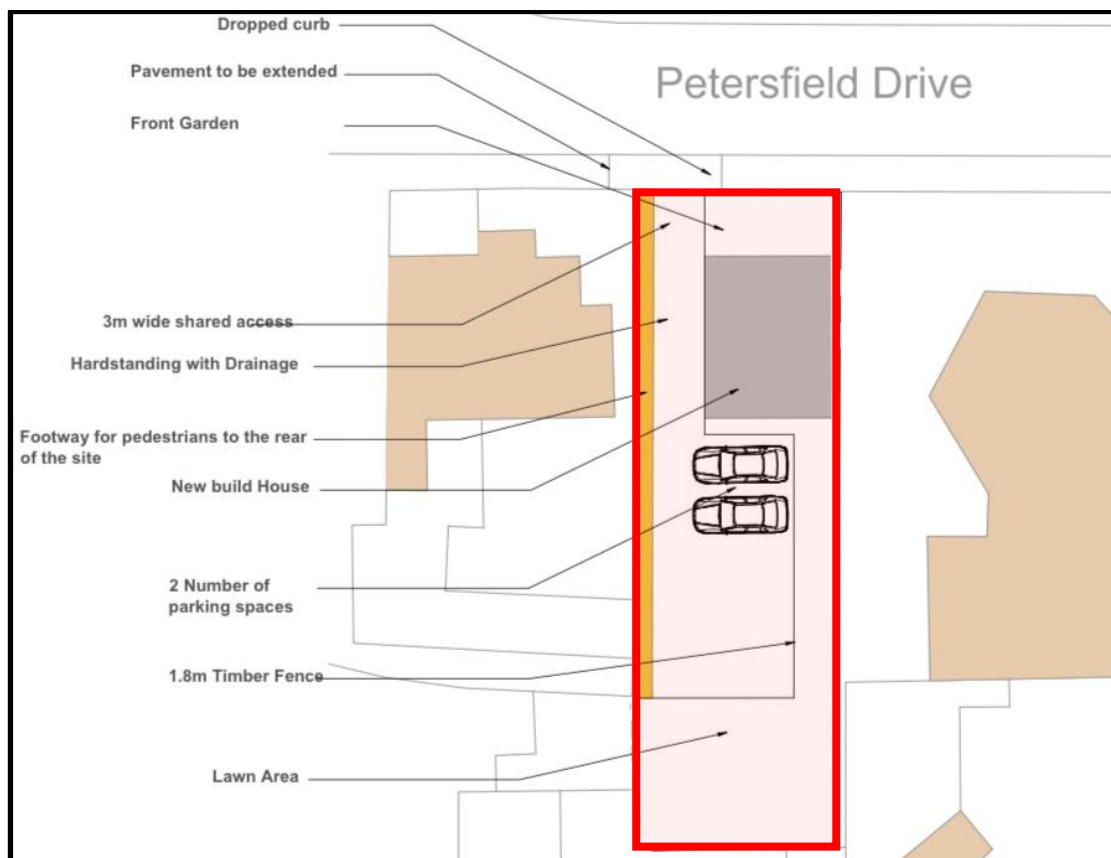 Dropped curb
Pavement to be extended
Petersfield Drive
Front Garden
3m wide shared access
Hardstanding with Drainage
Footway for pedestrians to the rear
of the site
New build House
2 Number of
parking spaces
1.8m Timber Fence
Lawn Area